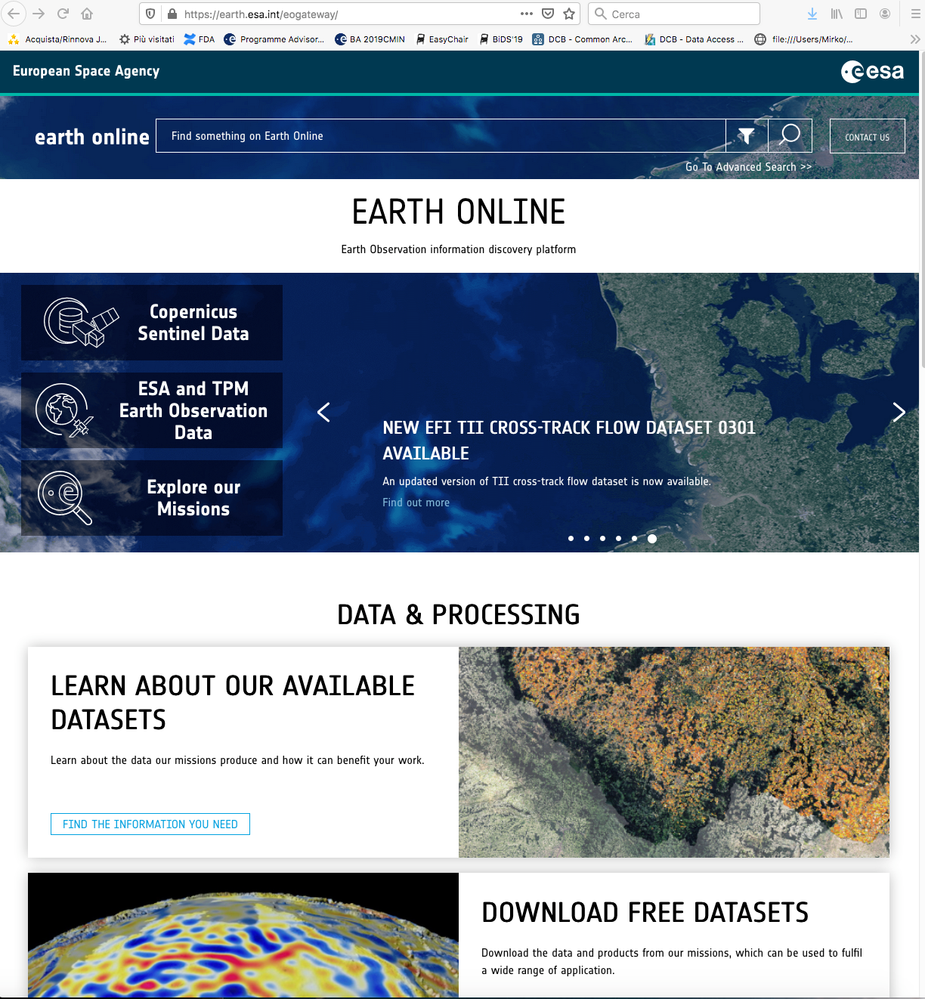 https://earth.esa.int/eogateway/
Cerca
Acquista/Rinnova J...
Più visitati
FDA
Programme Advisor...
BA 2019CMIN
EasyChair
BiDS'19
DCB - Common Arc...
DCB - Data Access ...
file:///Users/Mirko/...
European Space Agency
esa
earth online
Find something on Earth Online
CONTACT US
Go To Advanced Search >>
EARTH ONLINE
Earth Observation information discovery platform
Copernicus
Sentinel Data
ESA and TPM
Earth Observation
Data
Explore our
Missions
NEW EFI TII CROSS-TRACK FLOW DATASET 0301
AVAILABLE
An updated version of TII cross-track flow dataset is now available.
Find out more
DATA & PROCESSING
LEARN ABOUT OUR AVAILABLE
DATASETS
Learn about the data our missions produce and how it can benefit your work.
FIND THE INFORMATION YOU NEED
DOWNLOAD FREE DATASETS
Download the data and products from our missions, which can be used to fulfil
a wide range of application.